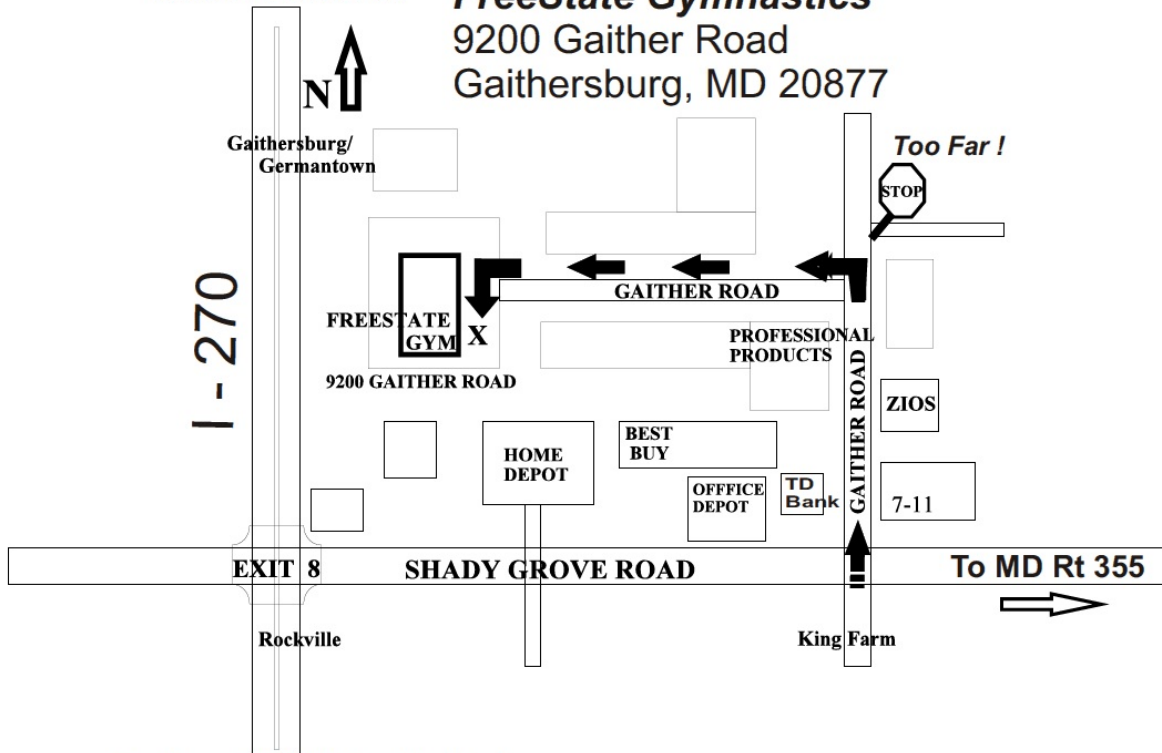 FreeState Gymnastics
9200 Gaither Road
Gaithersburg, MD 20877
N
Gaithersburg/
Germantown
Too Far !
STOP
I - 270
GAITHER ROAD
FREESTATE
GYM
X
9200 GAITHER ROAD
PROFESSIONAL
PRODUCTS
GAITHER ROAD
ZIOS
HOME
DEPOT
BEST
BUY
OFFFICE
DEPOT
TD
Bank
7-11
EXIT 8
SHADY GROVE ROAD
To MD Rt 355
Rockville
King Farm